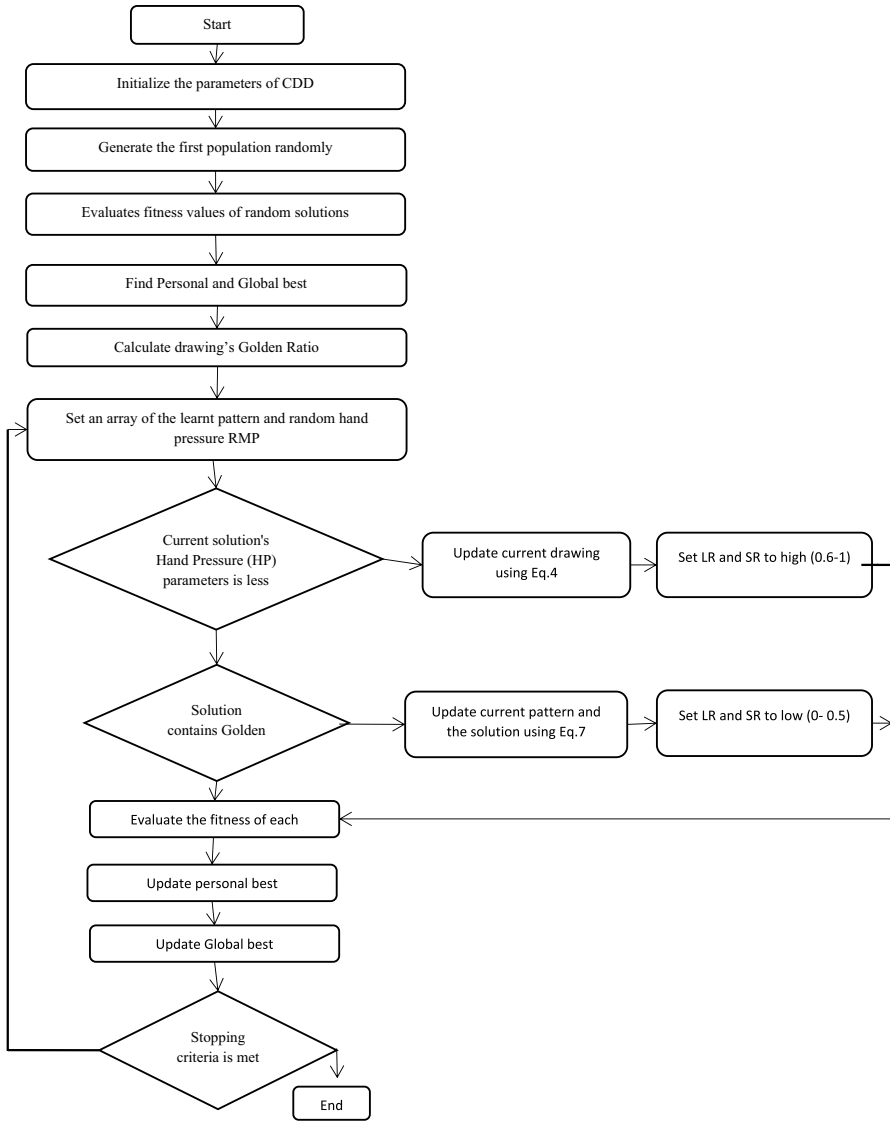 Start
Initialize the parameters of CDD
Generate the first population randomly
Evaluates fitness values of random solutions
Find Personal and Global best
Calculate drawing’s Golden Ratio
Set an array of the learnt pattern and random hand
pressure RMP
Current solution's
Hand Pressure (HP)
parameters is less
Update current drawing
using Eq.4
Set LR and SR to high (0.6-1)
Solution
contains Golden
Update current pattern and
the solution using Eq.7
Set LR and SR to low (0- 0.5)
Evaluate the fitness of each
Update personal best
Update Global best
Stopping
criteria is met
End